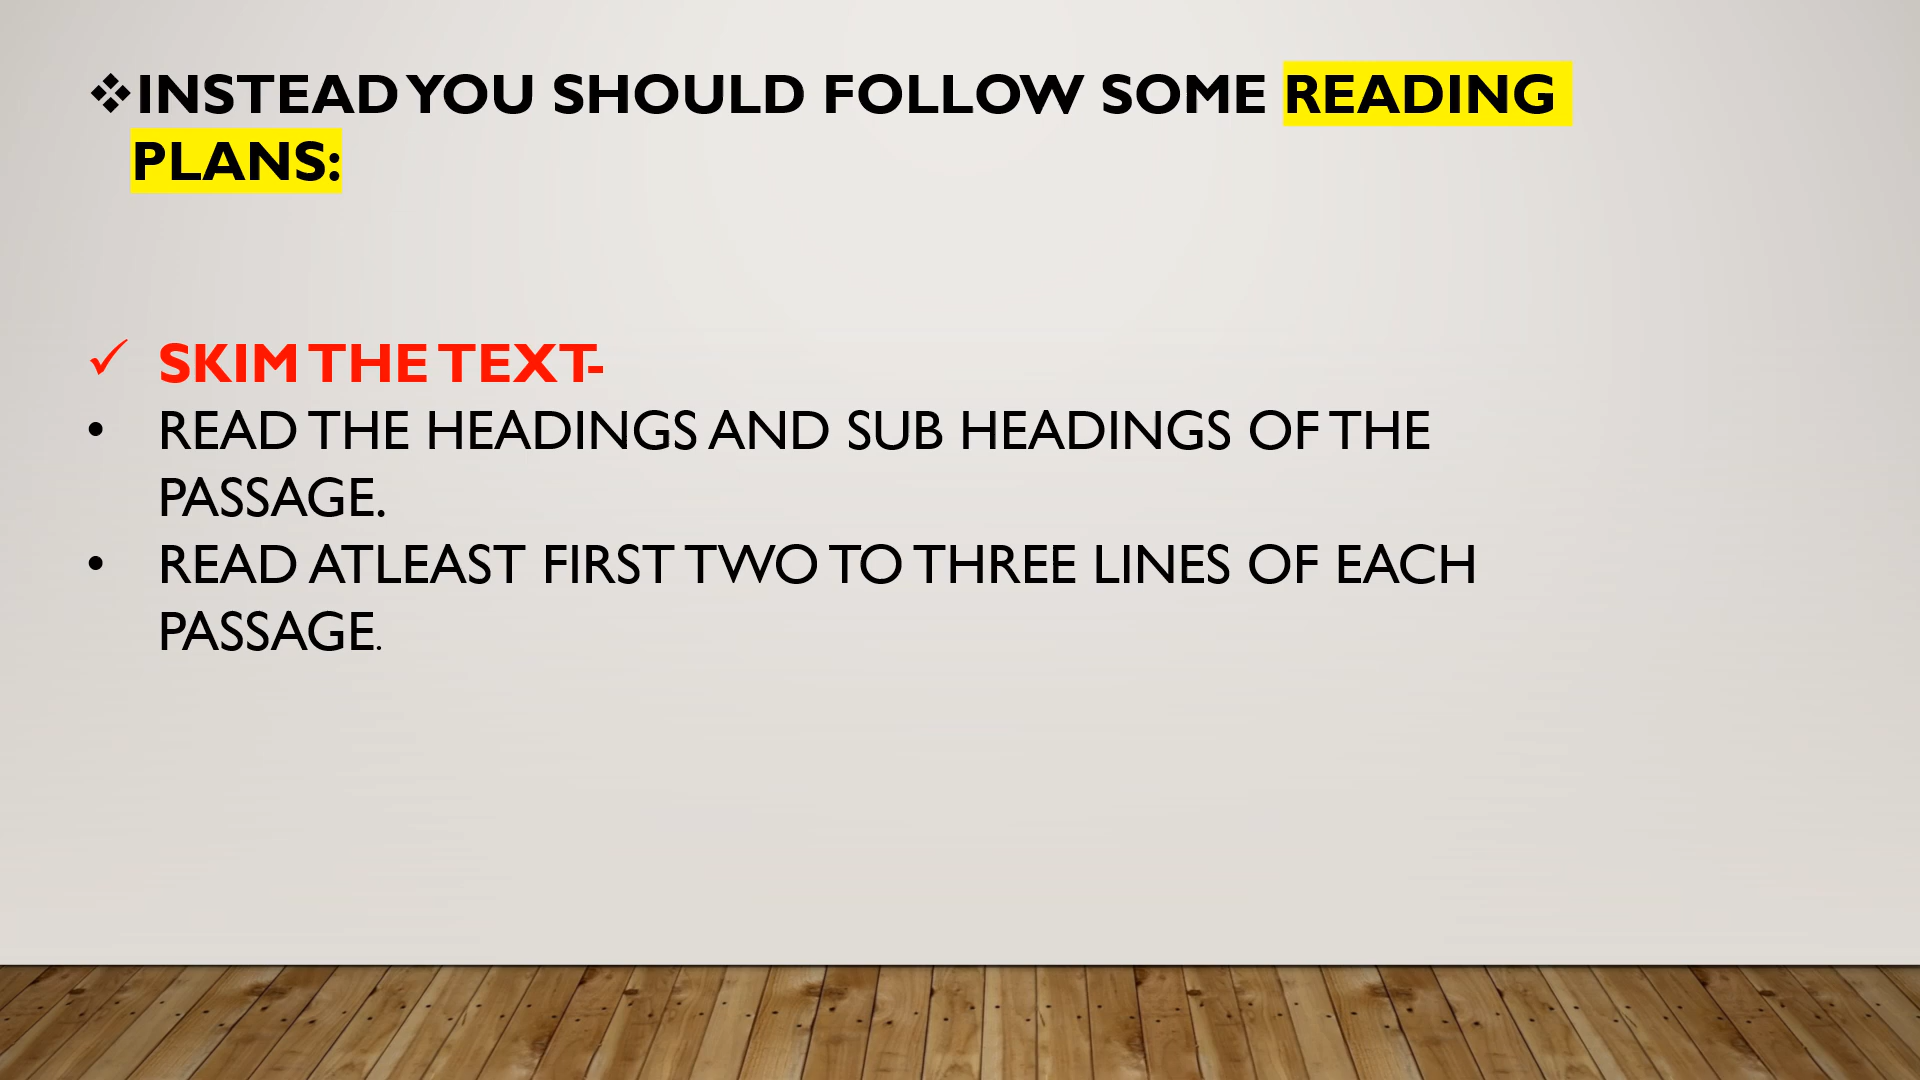 ❖INSTEAD YOU SHOULD FOLLOW SOME READING
PLANS:
✓ SKIM THE TEXT-
• READ THE HEADINGS AND SUB HEADINGS OF THE
PASSAGE.
• READ ATLEAST FIRST TWO TO THREE LINES OF EACH
PASSAGE.